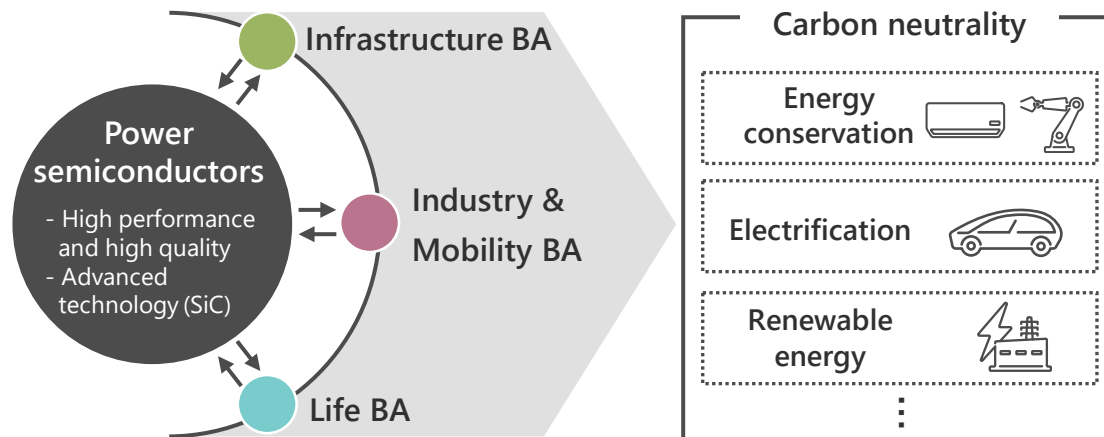 Infrastructure BA
Power
semiconductors
- High performance
and high quality
- Advanced
technology (SiC)
Industry &
Mobility BA
Life BA
Carbon neutrality
Energy
conservation
Electrification
Renewable
energy
⋮